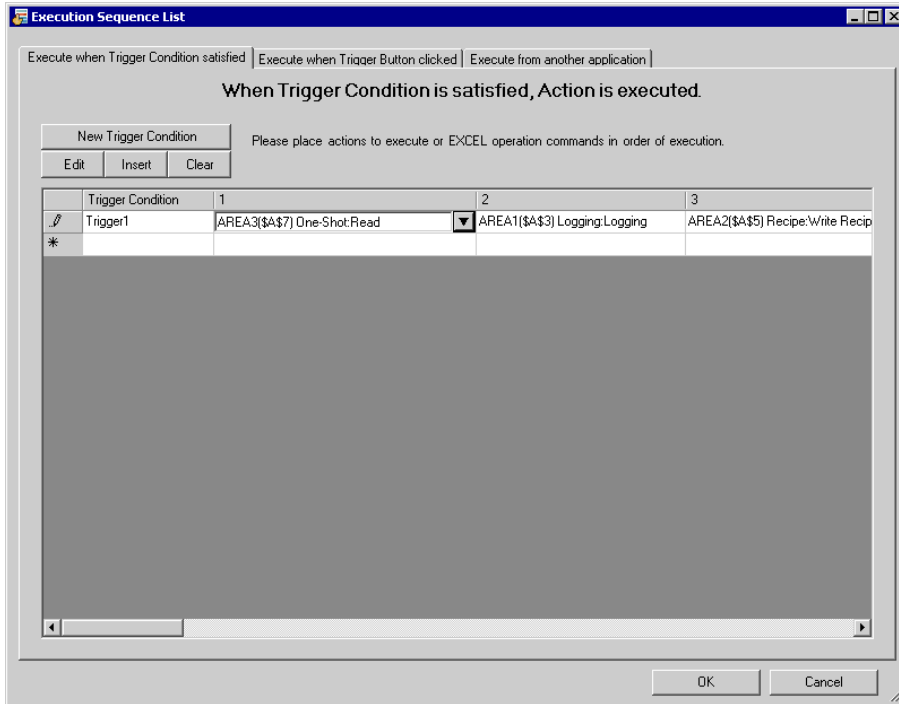 Execution Sequence List
Execute when Trigger Condition satisfied Execute when Trigger Button clicked Execute from another application
When Trigger Condition is satisfied, Action is executed.
New Trigger Condition
Please place actions to execute or EXCEL operation commands in order of execution.
Edit Insert Clear
Trigger Condition 1 2 3
Trigger1 AREA3($A$7) One-Shot:Read AREA1($A$3) Logging:Logging AREA2($A$5) Recipe:Write Recip
OK Cancel